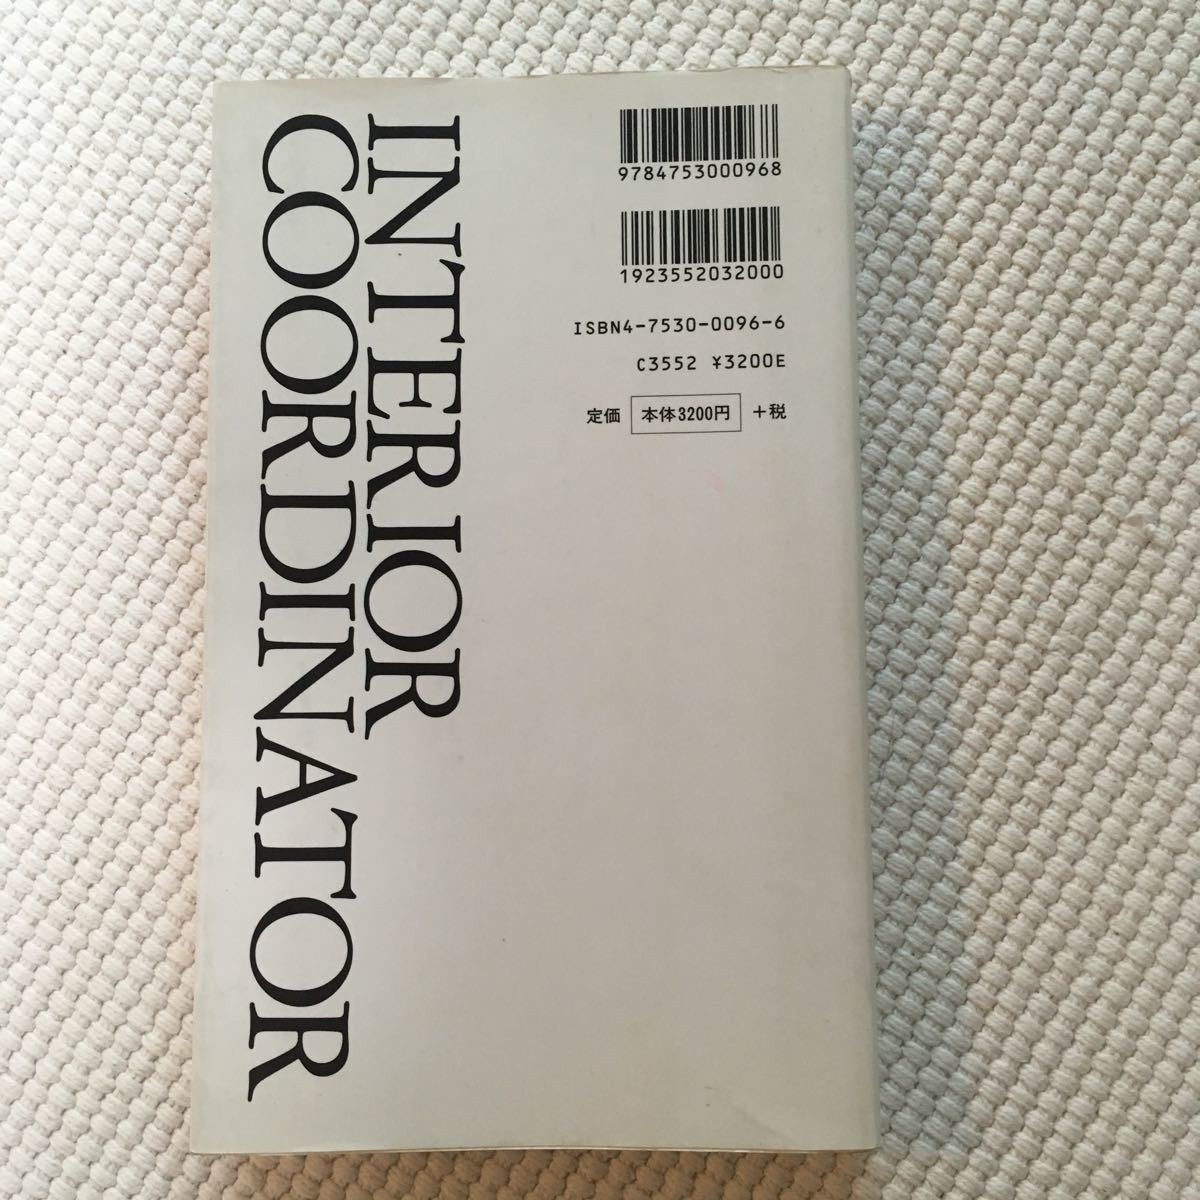 INTERIOR
COORDINATOR
9784753000968
1923552032000
ISBN4-7530-0096-6
C3552 ¥3200E
定価 本体3200円 +税